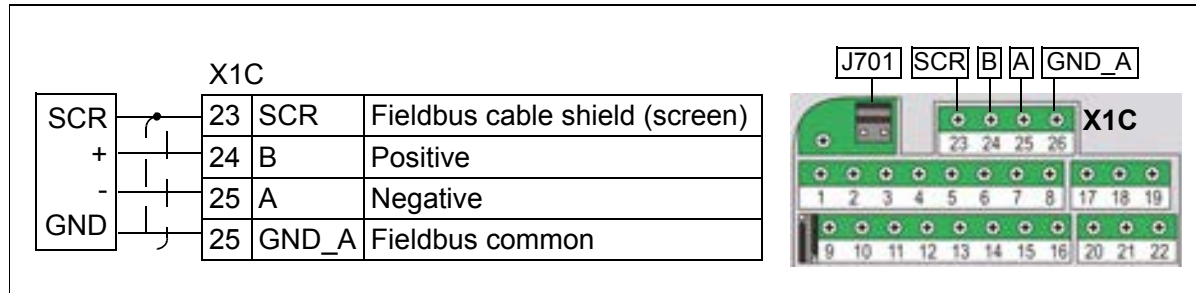 X1C
SCR 23 SCR Fieldbus cable shield (screen)
+ 24 B Positive
- 25 A Negative
GND 25 GND_A Fieldbus common
J701 SCR B A GND_A
X1C
23 24 25 26
1 2 3 4 5 6 7 8 17 18 19
9 10 11 12 13 14 15 16 20 21 22